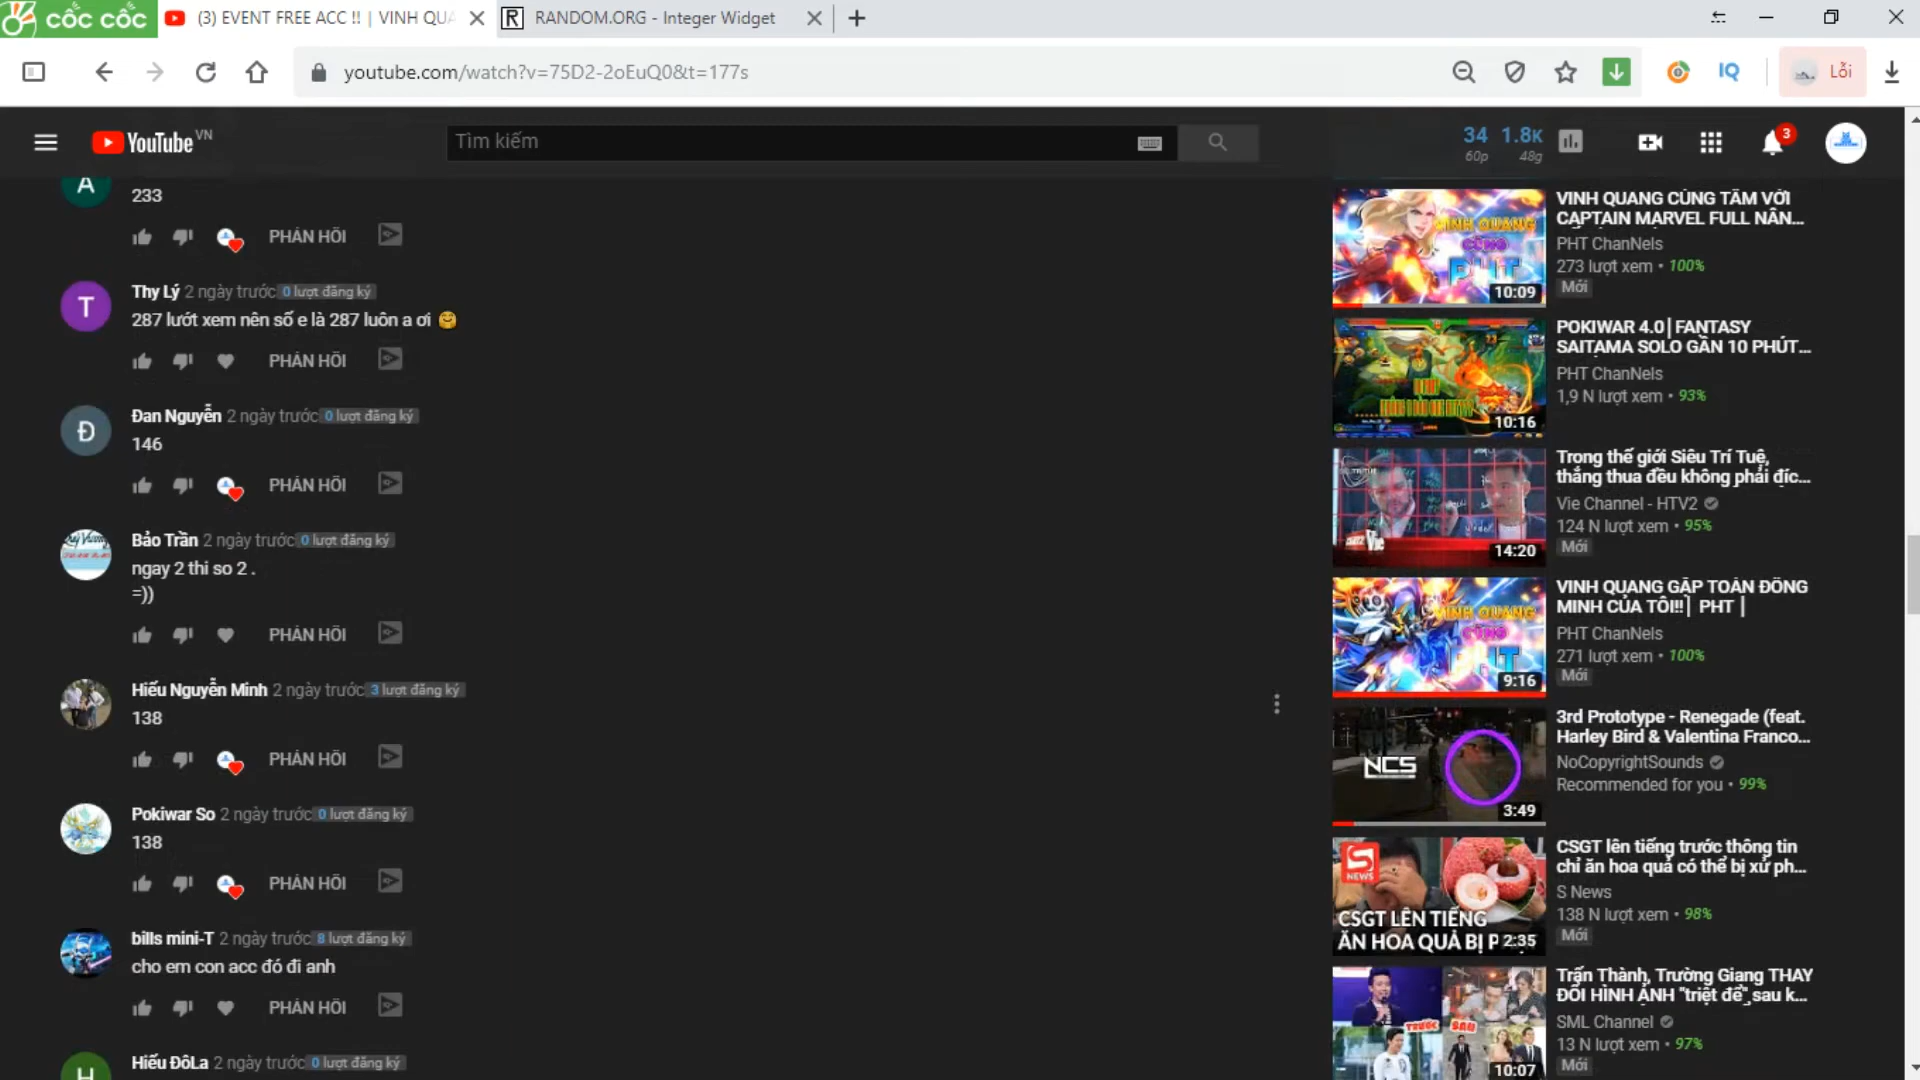 cốc cốc
(3) EVENT FREE ACC !! | VINH QUA
RANDOM.ORG - Integer Widget
youtube.com/watch?v=75D2-2oEuQ0&t=177s
IQ
Lỗi
YouTube VN
Tìm kiếm
34 1.8K
60p 48g
3
A
233
PHẢN HỒI
T
Thy Lý 2 ngày trước 0 lượt đăng ký
287 lướt xem nên số e là 287 luôn a ơi 🤗
PHẢN HỒI
Đ
Đan Nguyễn 2 ngày trước 0 lượt đăng ký
146
PHẢN HỒI
Bảo Trần 2 ngày trước 0 lượt đăng ký
ngay 2 thi so 2 .
=))
PHẢN HỒI
Hiếu Nguyễn Minh 2 ngày trước 3 lượt đăng ký
138
PHẢN HỒI
Pokiwar So 2 ngày trước 0 lượt đăng ký
138
PHẢN HỒI
bills mini-T 2 ngày trước 8 lượt đăng ký
cho em con acc đó đi anh
PHẢN HỒI
H
Hiếu ĐôLa 2 ngày trước 0 lượt đăng ký
VINH QUANG
CÙNG
PHT
10:09
VINH QUANG CÙNG TÂM VỚI
CAPTAIN MARVEL FULL NÂN...
PHT ChanNels
273 lượt xem • 100%
Mới
10:16
POKIWAR 4.0│FANTASY
SAITAMA SOLO GẦN 10 PHÚT...
PHT ChanNels
1,9 N lượt xem • 93%
14:20
Trong thế giới Siêu Trí Tuệ,
thắng thua đều không phải đíc...
Vie Channel - HTV2
124 N lượt xem • 95%
Mới
VINH QUANG
CÙNG
PHT
9:16
VINH QUANG GẶP TOÀN ĐỒNG
MINH CỦA TÔI!!│ PHT │
PHT ChanNels
271 lượt xem • 100%
Mới
NCS
3:49
3rd Prototype - Renegade (feat.
Harley Bird & Valentina Franco...
NoCopyrightSounds
Recommended for you • 99%
S
NEWS
CSGT LÊN TIẾNG
ĂN HOA QUẢ BỊ P
2:35
CSGT lên tiếng trước thông tin
chỉ ăn hoa quả có thể bị xử ph...
S News
138 N lượt xem • 98%
Mới
TRƯỚC SAU
10:07
Trấn Thành, Trường Giang THAY
ĐỔI HÌNH ẢNH "triệt để" sau k...
SML Channel
13 N lượt xem • 97%
Mới